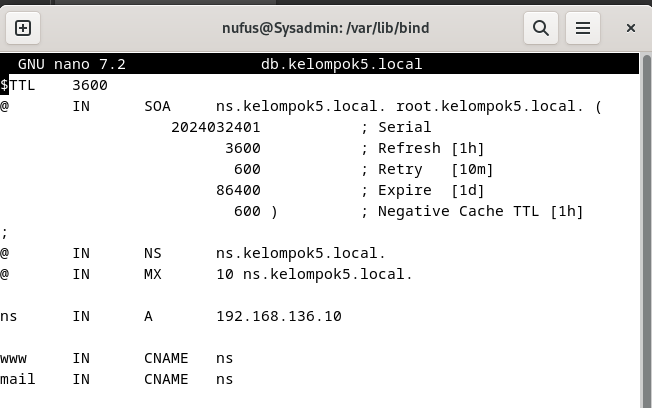 nufus@Sysadmin: /var/lib/bind
GNU nano 7.2 db.kelompok5.local
$TTL 3600
@ IN SOA ns.kelompok5.local. root.kelompok5.local. (
2024032401 ; Serial
3600 ; Refresh [1h]
600 ; Retry [10m]
86400 ; Expire [1d]
600 ) ; Negative Cache TTL [1h]
;
@ IN NS ns.kelompok5.local.
@ IN MX 10 ns.kelompok5.local.
ns IN A 192.168.136.10
www IN CNAME ns
mail IN CNAME ns